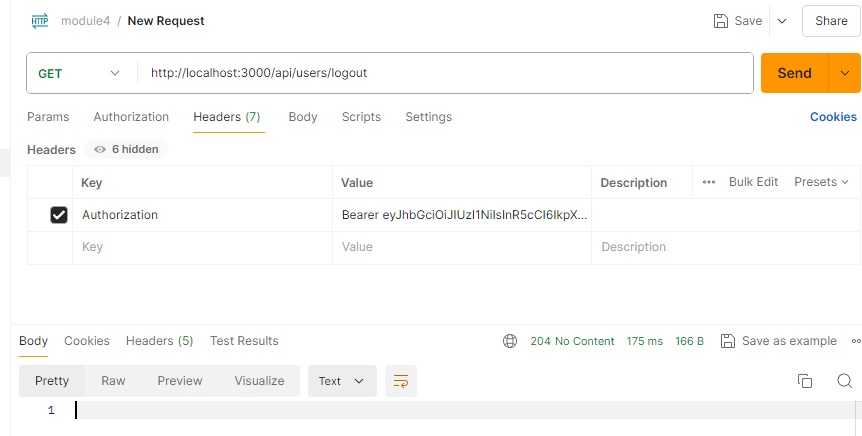 HTTP module4 / New Request Save Share
GET http://localhost:3000/api/users/logout Send
Params Authorization Headers (7) Body Scripts Settings Cookies
Headers 6 hidden
Key Value Description ••• Bulk Edit Presets
Authorization Bearer eyJhbGciOiJIUzI1NiIsInR5cCI6IkpX...
Key Value Description
Body Cookies Headers (5) Test Results 204 No Content 175 ms 166 B Save as example
Pretty Raw Preview Visualize Text
1